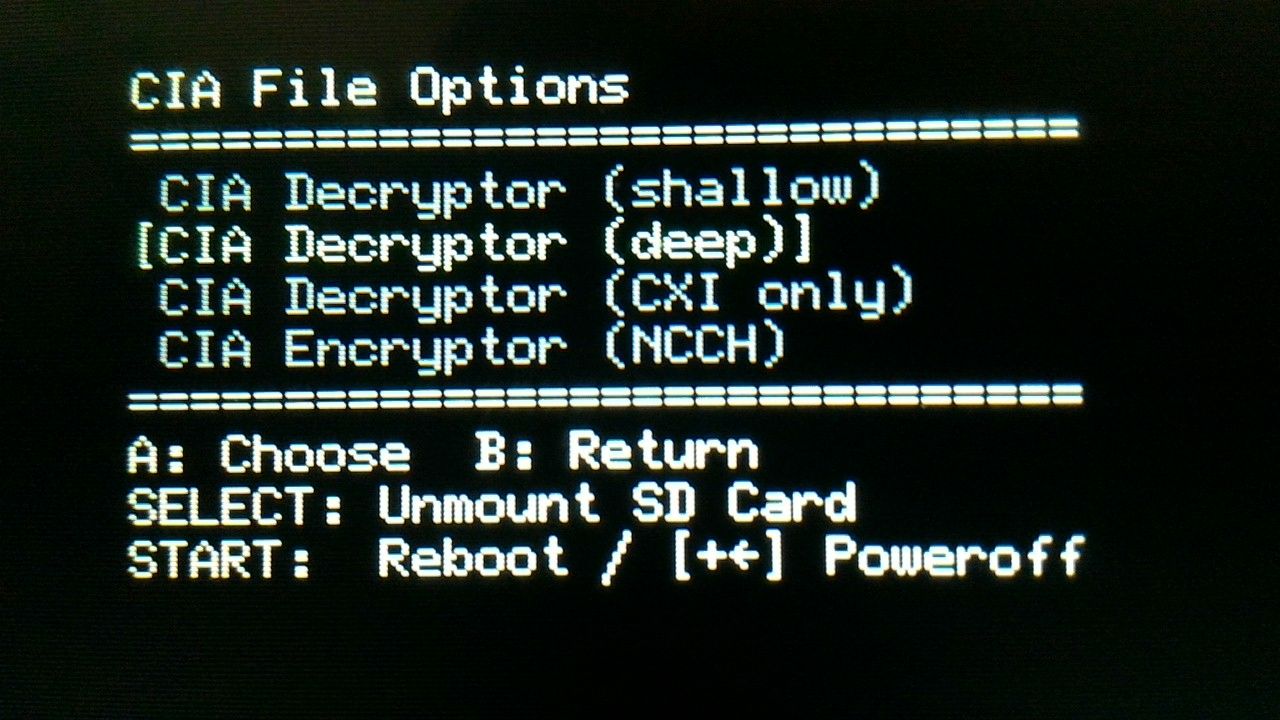 CIA File Options
==============================
CIA Decryptor (shallow)
[CIA Decryptor (deep)]
CIA Decryptor (CXI only)
CIA Encryptor (NCCH)
==============================
A: Choose  B: Return
SELECT: Unmount SD Card
START:  Reboot / [+←] Poweroff